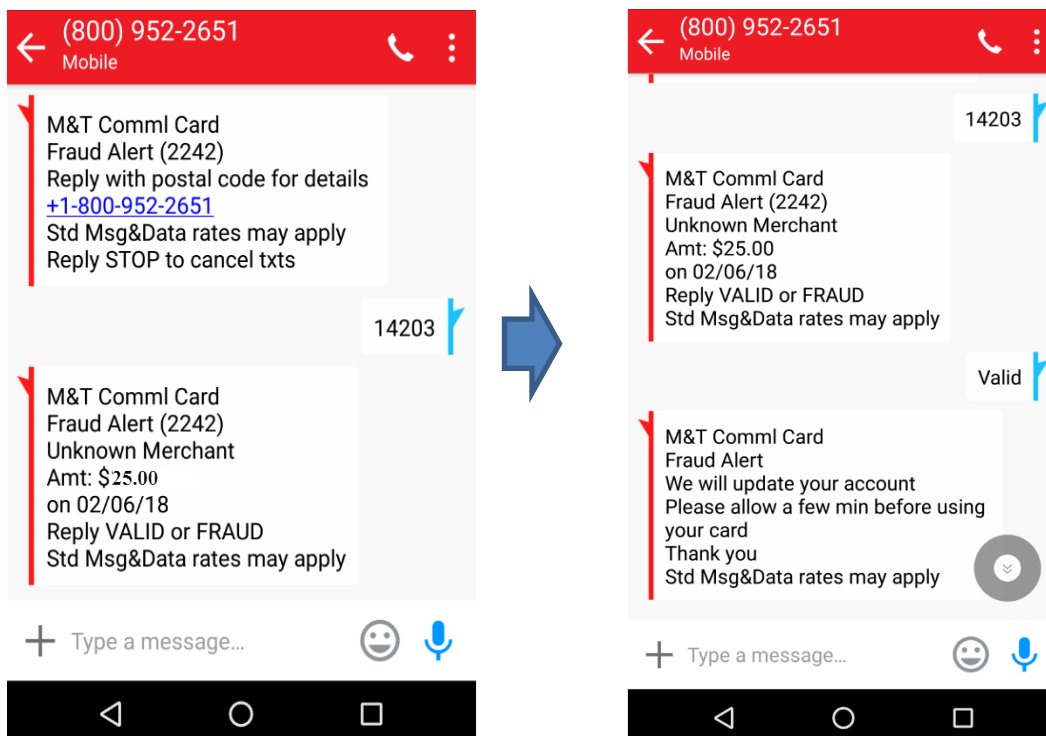 (800) 952-2651
Mobile
M&T Comml Card
Fraud Alert (2242)
Reply with postal code for details
+1-800-952-2651
Std Msg&Data rates may apply
Reply STOP to cancel txts
14203
M&T Comml Card
Fraud Alert (2242)
Unknown Merchant
Amt: $25.00
on 02/06/18
Reply VALID or FRAUD
Std Msg&Data rates may apply
Type a message...
(800) 952-2651
Mobile
14203
M&T Comml Card
Fraud Alert (2242)
Unknown Merchant
Amt: $25.00
on 02/06/18
Reply VALID or FRAUD
Std Msg&Data rates may apply
Valid
M&T Comml Card
Fraud Alert
We will update your account
Please allow a few min before using
your card
Thank you
Std Msg&Data rates may apply
Type a message...